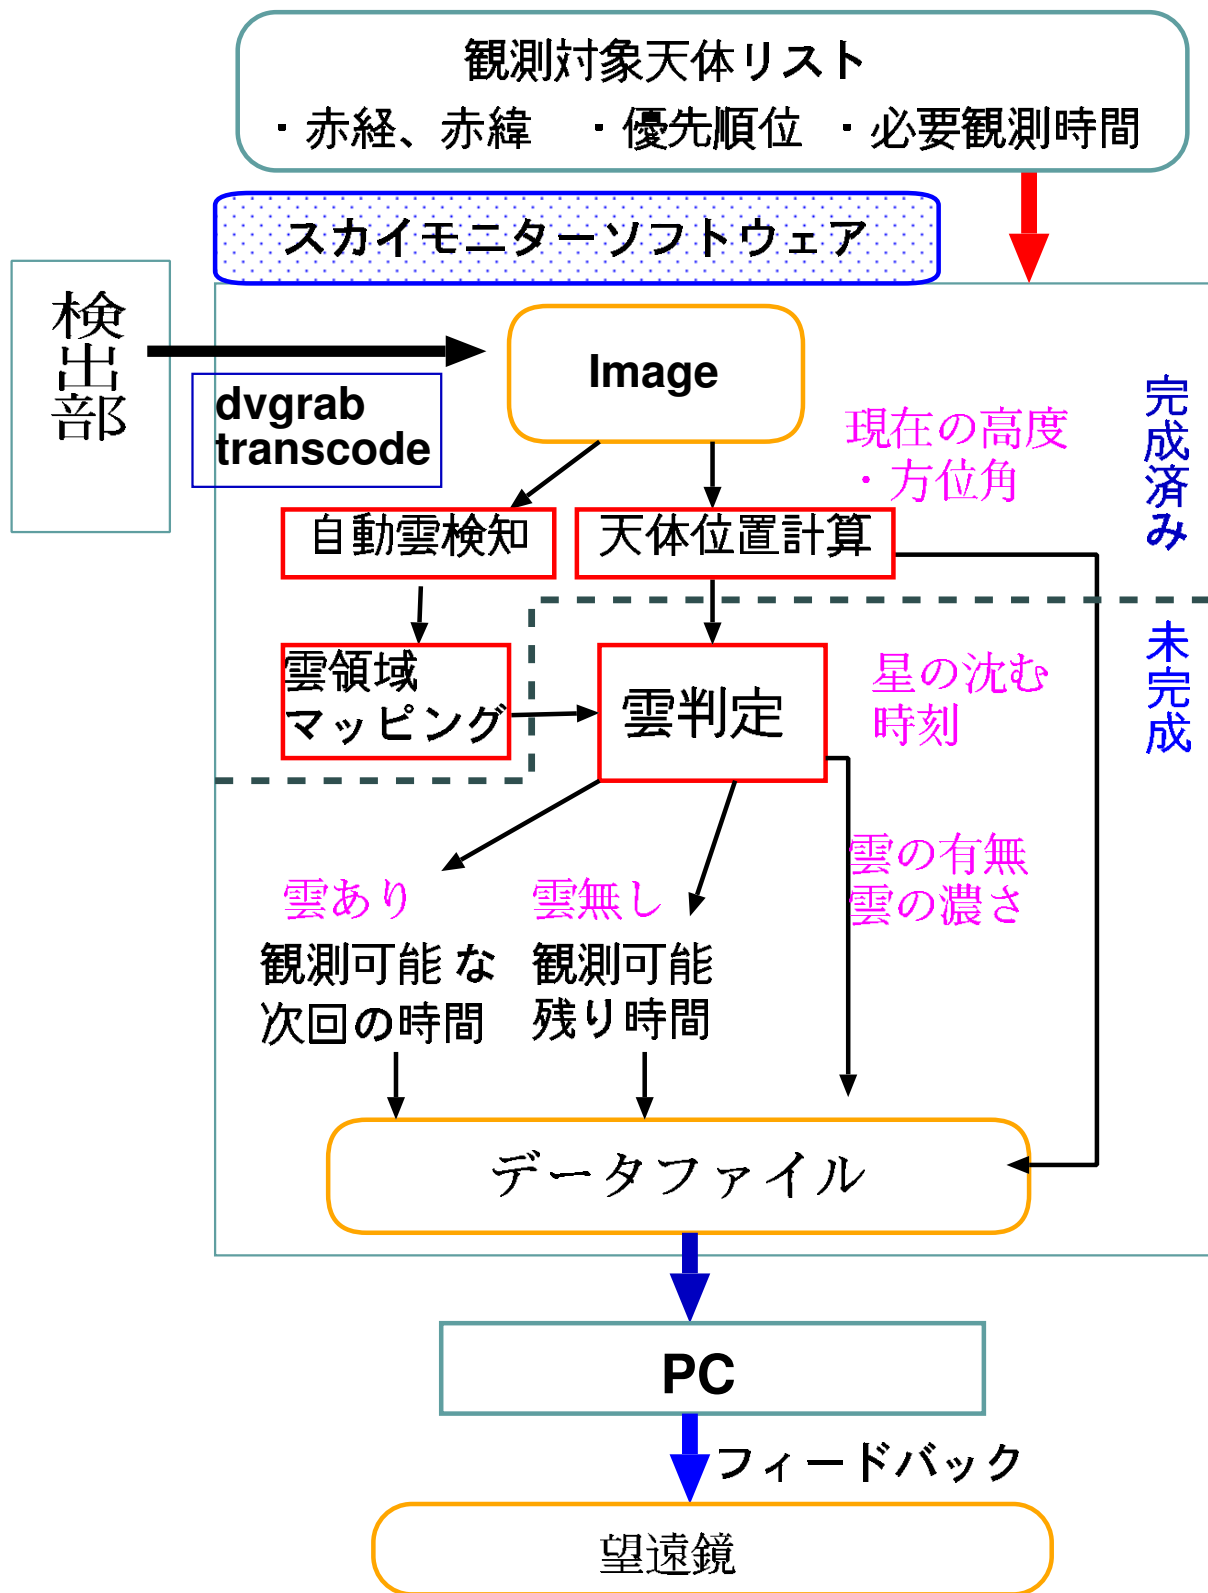 観測対象天体リスト
・赤経、赤緯 ・優先順位 ・必要観測時間
スカイモニターソフトウェア
検出部
Image
dvgrab
transcode
現在の高度
・方位角
完成済み
自動雲検知
天体位置計算
未完成
雲領域
マッピング
雲判定
星の沈む
時刻
雲の有無
雲の濃さ
雲あり
雲無し
観測可能な
次回の時間
観測可能
残り時間
データファイル
PC
フィードバック
望遠鏡